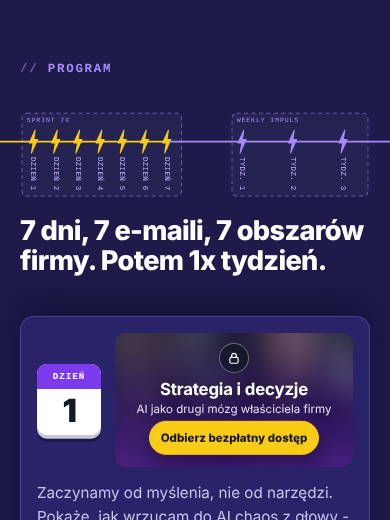 // PROGRAM
SPRINT 7X
WEEKLY IMPULS
DZIEŃ 1
DZIEŃ 2
DZIEŃ 3
DZIEŃ 4
DZIEŃ 5
DZIEŃ 6
DZIEŃ 7
TYDZ. 1
TYDZ. 2
TYDZ. 3
7 dni, 7 e-maili, 7 obszarów
firmy. Potem 1x tydzień.
DZIEŃ
1
Strategia i decyzje
AI jako drugi mózg właściciela firmy
Odbierz bezpłatny dostęp
Zaczynamy od myślenia, nie od narzędzi.
Pokażę, jak wrzucam do AI chaos z głowy -